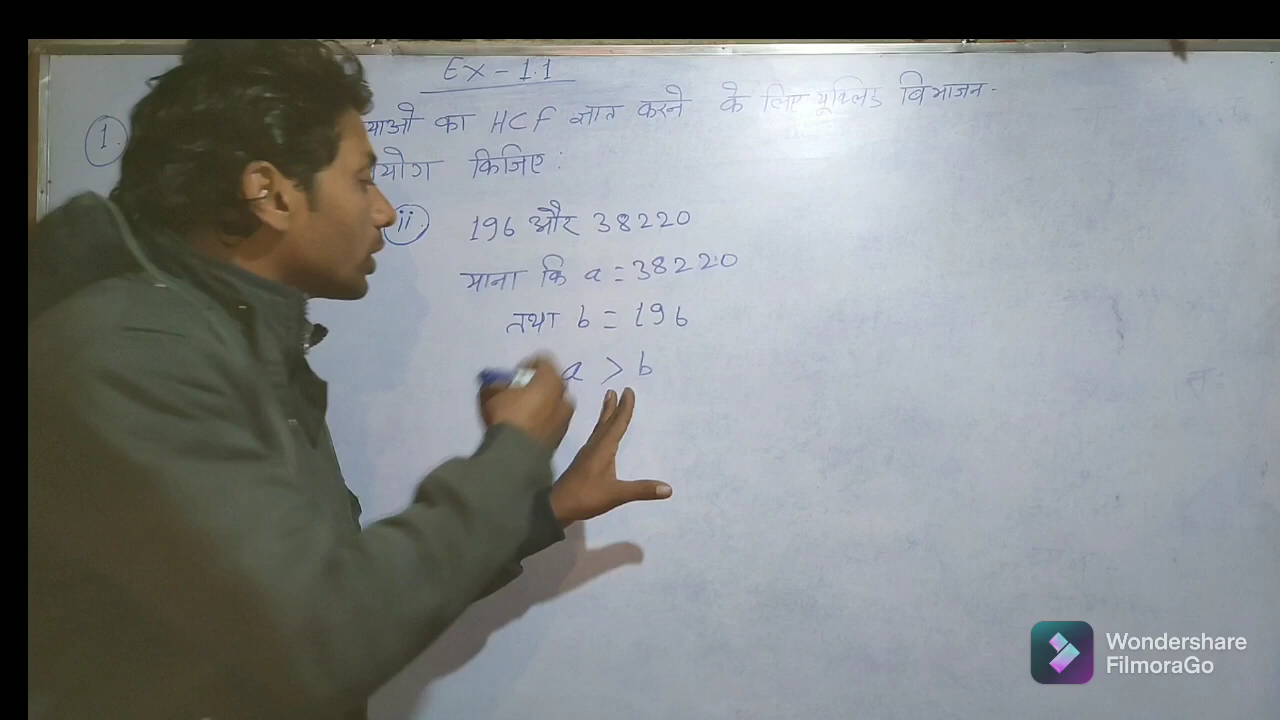 Ex - 1.1
1. याओ का HCF ज्ञात करने के लिए यूक्लिड विभाजन.
योग किजिए :
ii. 196 और 38220
माना कि a = 38220
तथा b = 196
a > b
Wondershare
FilmoraGo